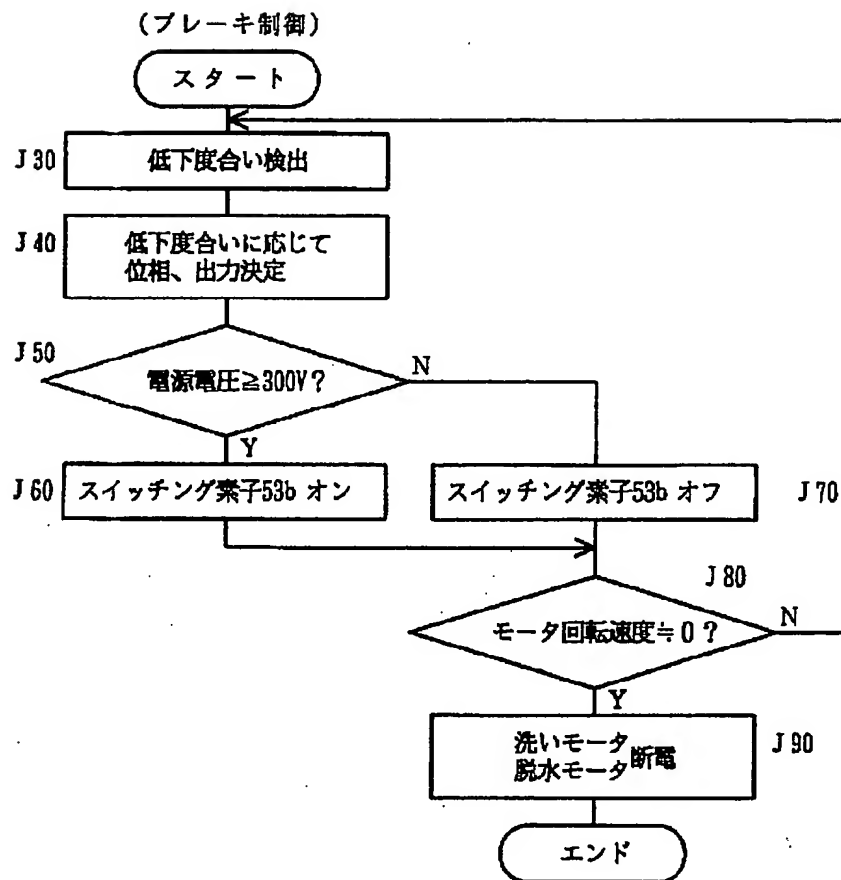 (ブレーキ制御)
スタート
J30
低下度合い検出
J40
低下度合いに応じて
位相、出力決定
J50
電源電圧≧300V?
N
Y
J60
スイッチング素子53b オン
スイッチング素子53b オフ
J70
J80
モータ回転速度≒0?
N
Y
洗いモータ
脱水モータ
断電
J90
エンド